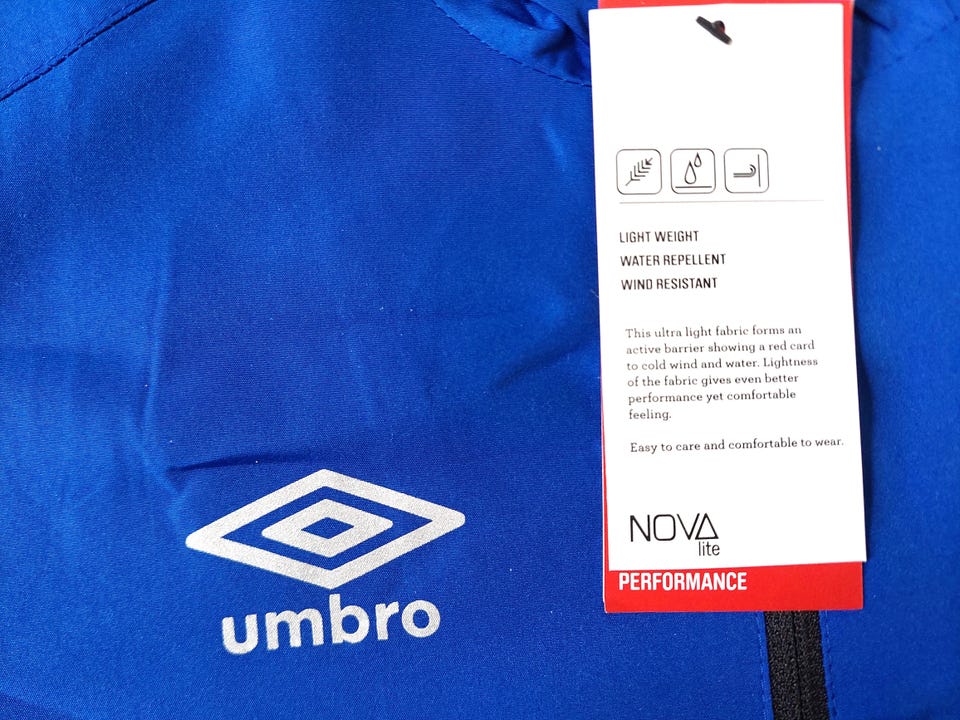 LIGHT WEIGHT
WATER REPELLENT
WIND RESISTANT
This ultra light fabric forms an
active barrier showing a red card
to cold wind and water. Lightness
of the fabric gives even better
performance yet comfortable
feeling.
Easy to care and comfortable to wear.
NOVA
lite
PERFORMANCE
umbro